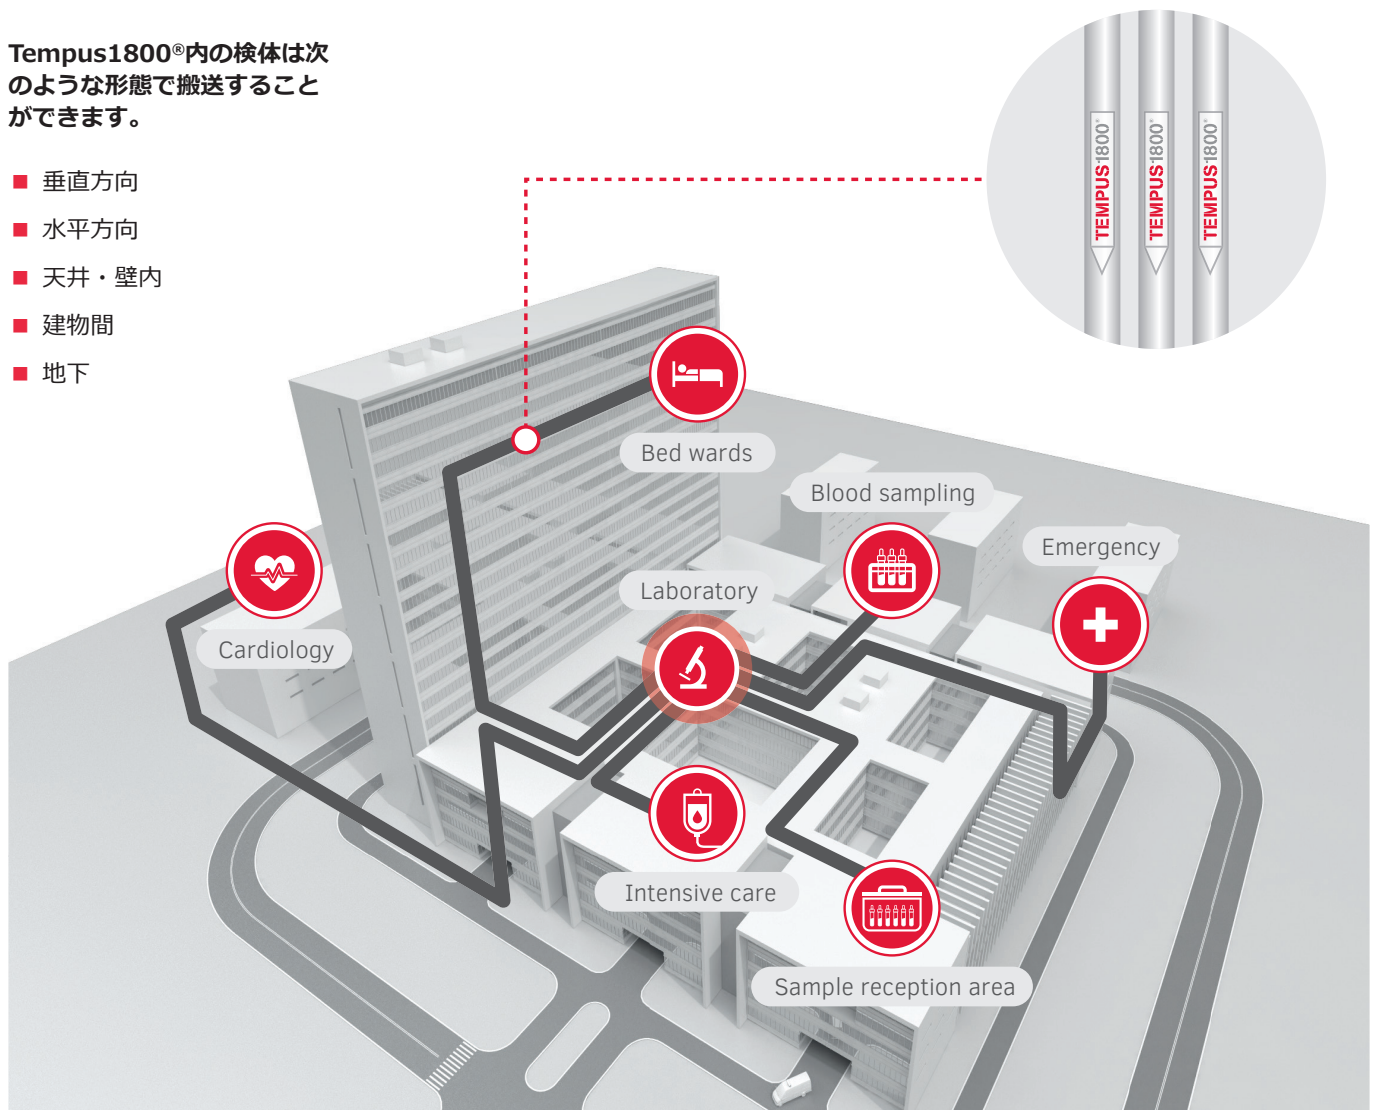 Tempus1800®内の検体は次
のような形態で搬送すること
ができます。
■ 垂直方向
■ 水平方向
■ 天井・壁内
■ 建物間
■ 地下
TEMPUS1800®
TEMPUS1800®
TEMPUS1800®
Bed wards
Blood sampling
Emergency
Laboratory
Cardiology
Intensive care
Sample reception area